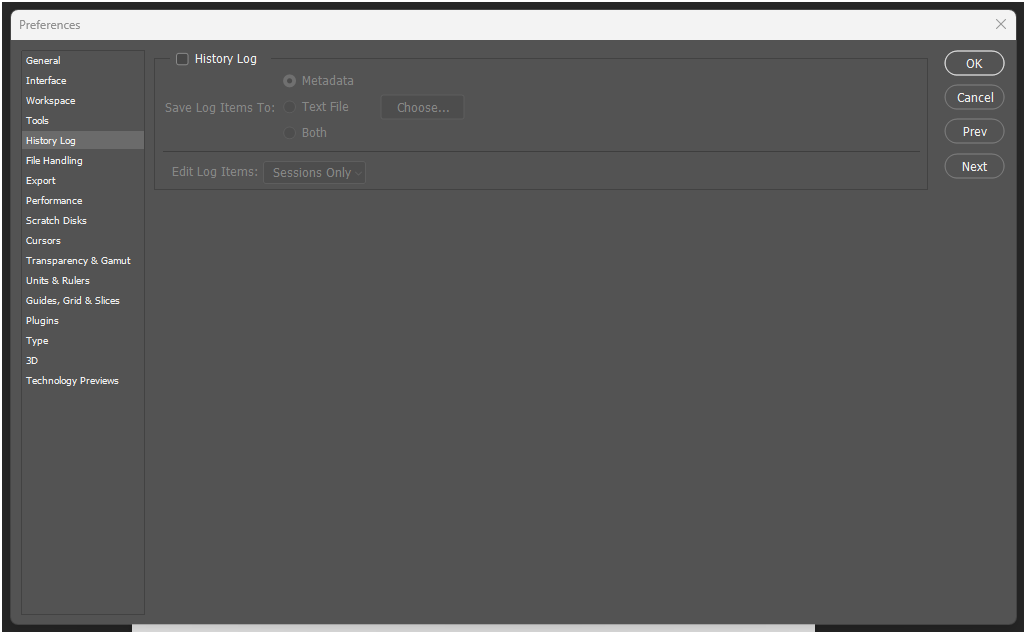 Preferences
General
Interface
Workspace
Tools
History Log
File Handling
Export
Performance
Scratch Disks
Cursors
Transparency & Gamut
Units & Rulers
Guides, Grid & Slices
Plugins
Type
3D
Technology Previews
History Log
Save Log Items To:
Metadata
Text File
Choose...
Both
Edit Log Items: Sessions Only
OK
Cancel
Prev
Next